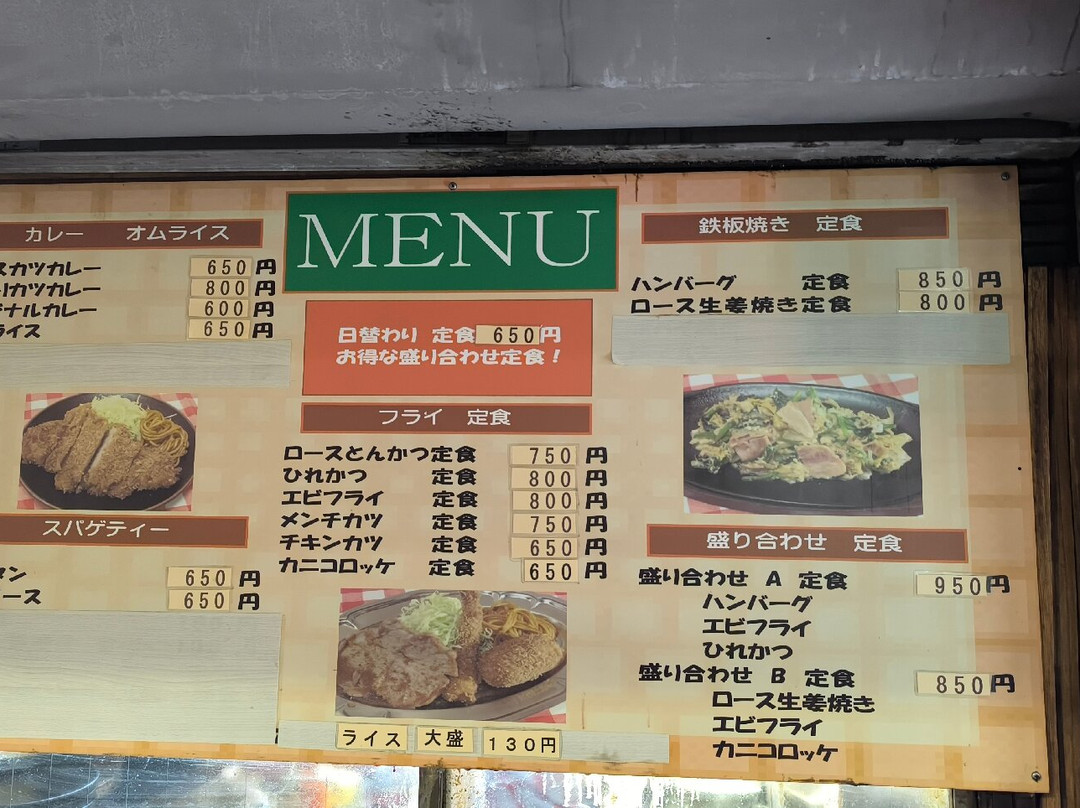 カレー オムライス
スカツカレー 650円
カツカレー 800円
ナルカレー 600円
ライス 650円
スパゲティー
タン 650円
ース 650円
MENU
日替わり 定食 650円
お得な盛り合わせ定食!
フライ 定食
ロースとんかつ定食 750円
ひれかつ 定食 800円
エビフライ 定食 800円
メンチカツ 定食 750円
チキンカツ 定食 650円
カニコロッケ 定食 650円
ライス 大盛 130円
鉄板焼き 定食
ハンバーグ 定食 850円
ロース生姜焼き定食 800円
盛り合わせ 定食
盛り合わせ A 定食 950円
ハンバーグ
エビフライ
ひれかつ
盛り合わせ B 定食 850円
ロース生姜焼き
エビフライ
カニコロッケ